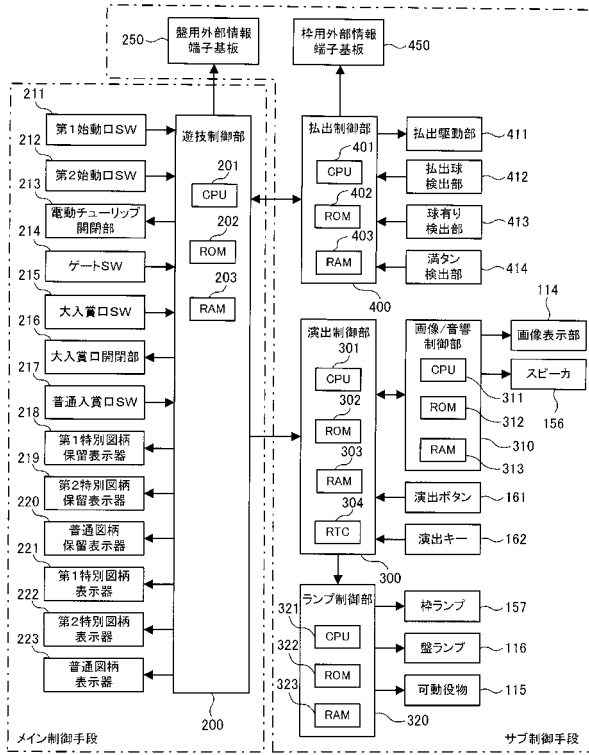 250
盤用外部情報
端子基板
枠用外部情報
端子基板
450
211
第1始動口SW
212
第2始動口SW
213
電動チューリップ
開閉部
214
ゲートSW
215
大入賞口SW
216
大入賞口開閉部
217
普通入賞口SW
218
第1特別図柄
保留表示器
219
第2特別図柄
保留表示器
220
普通図柄
保留表示器
221
第1特別図柄
表示器
222
第2特別図柄
表示器
223
普通図柄
表示器
遊技制御部
201
CPU
202
ROM
203
RAM
200
メイン制御手段
払出制御部
401
CPU
402
ROM
403
RAM
400
払出駆動部
411
払出球
検出部
412
球有り
検出部
413
満タン
検出部
414
演出制御部
301
CPU
302
ROM
303
RAM
304
RTC
300
画像/音響
制御部
CPU
311
ROM
312
RAM
310
313
114
画像表示部
スピーカ
156
演出ボタン
161
演出キー
162
ランプ制御部
321
CPU
322
ROM
323
RAM
320
枠ランプ
157
盤ランプ
116
可動役物
115
サブ制御手段